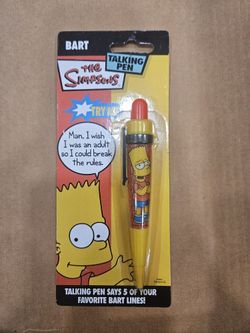 BART
THE
SIMPSONS
TALKING
PEN
TRY ME
Man, I wish
I was an adult
so I could break
the rules.
TALKING PEN SAYS 5 OF YOUR
FAVORITE BART LINES!